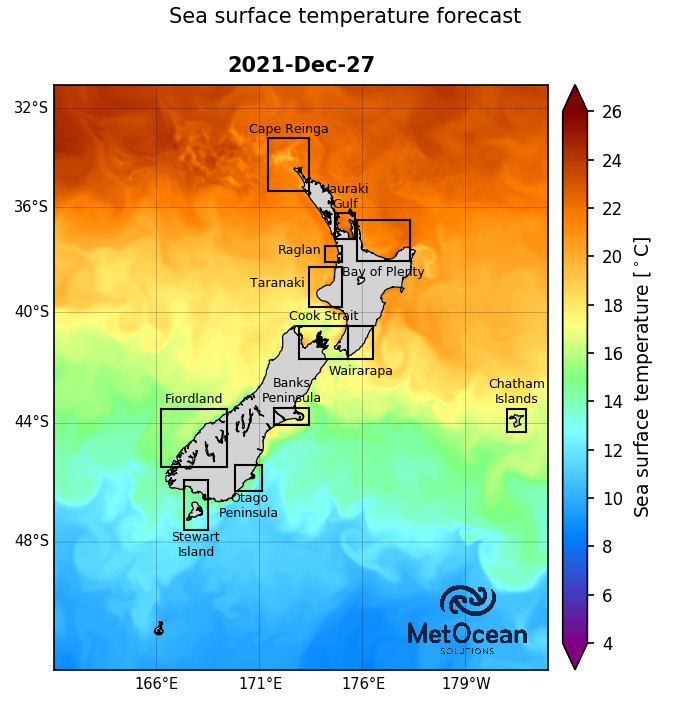 Sea surface temperature forecast
2021-Dec-27
32°S
36°S
40°S
44°S
48°S
Cape Reinga
Hauraki
Gulf
Raglan
Bay of Plenty
Taranaki
Cook Strait
Wairarapa
Banks
Peninsula
Chatham
Islands
Fiordland
Otago
Peninsula
Stewart
Island
MetOcean
SOLUTIONS
166°E
171°E
176°E
179°W
26
24
22
20
18
16
14
12
10
8
6
4
Sea surface temperature [°C]